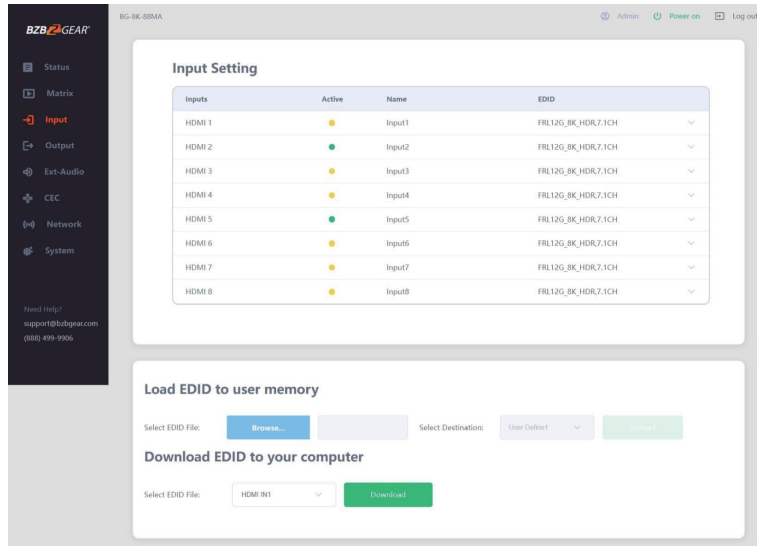 BG-8K-88MA
Admin Power on Log out
BZBGEAR
Status
Matrix
Input
Output
Ext-Audio
CEC
Network
System
Need Help?
support@bzbgear.com
(888) 499-9906
Input Setting
Inputs Active Name EDID
HDMI 1 Input1 FRL12G_8K_HDR,7.1CH
HDMI 2 Input2 FRL12G_8K_HDR,7.1CH
HDMI 3 Input3 FRL12G_8K_HDR,7.1CH
HDMI 4 Input4 FRL12G_8K_HDR,7.1CH
HDMI 5 Input5 FRL12G_8K_HDR,7.1CH
HDMI 6 Input6 FRL12G_8K_HDR,7.1CH
HDMI 7 Input7 FRL12G_8K_HDR,7.1CH
HDMI 8 Input8 FRL12G_8K_HDR,7.1CH
Load EDID to user memory
Select EDID File: Browse... Select Destination: User Define1
Download EDID to your computer
Select EDID File: HDMI IN1 Download